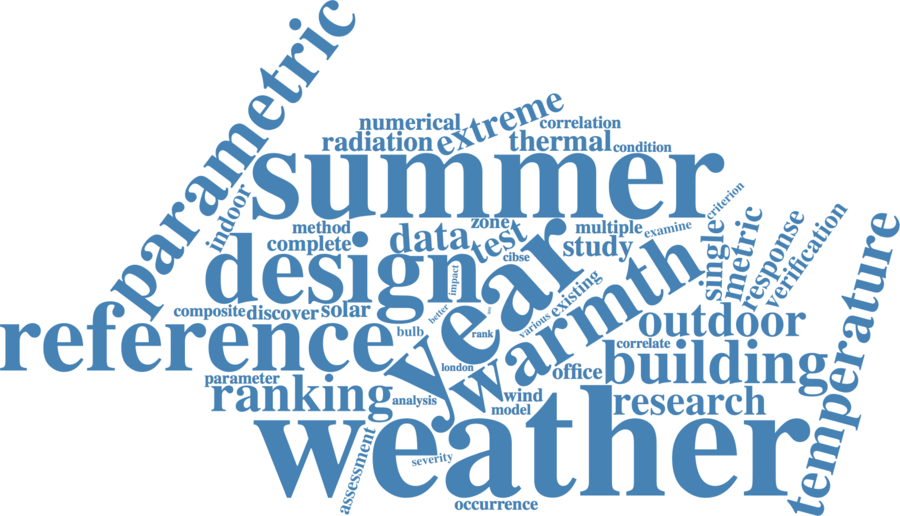 parametric
numerical
extreme
correlation
radiation
thermal
condition
summer
indoor
criterion
method
zone
multiple
examine
complete
data
test
study
cibse
design
year
single
metric
response
verification
temperature
impact
warmth
existing
composite
discover
solar
better
various
outdoor
reference
bulb
rank
correlate
london
office
building
parameter
ranking
analysis
wind
model
research
weather
assessment
severity
occurrence